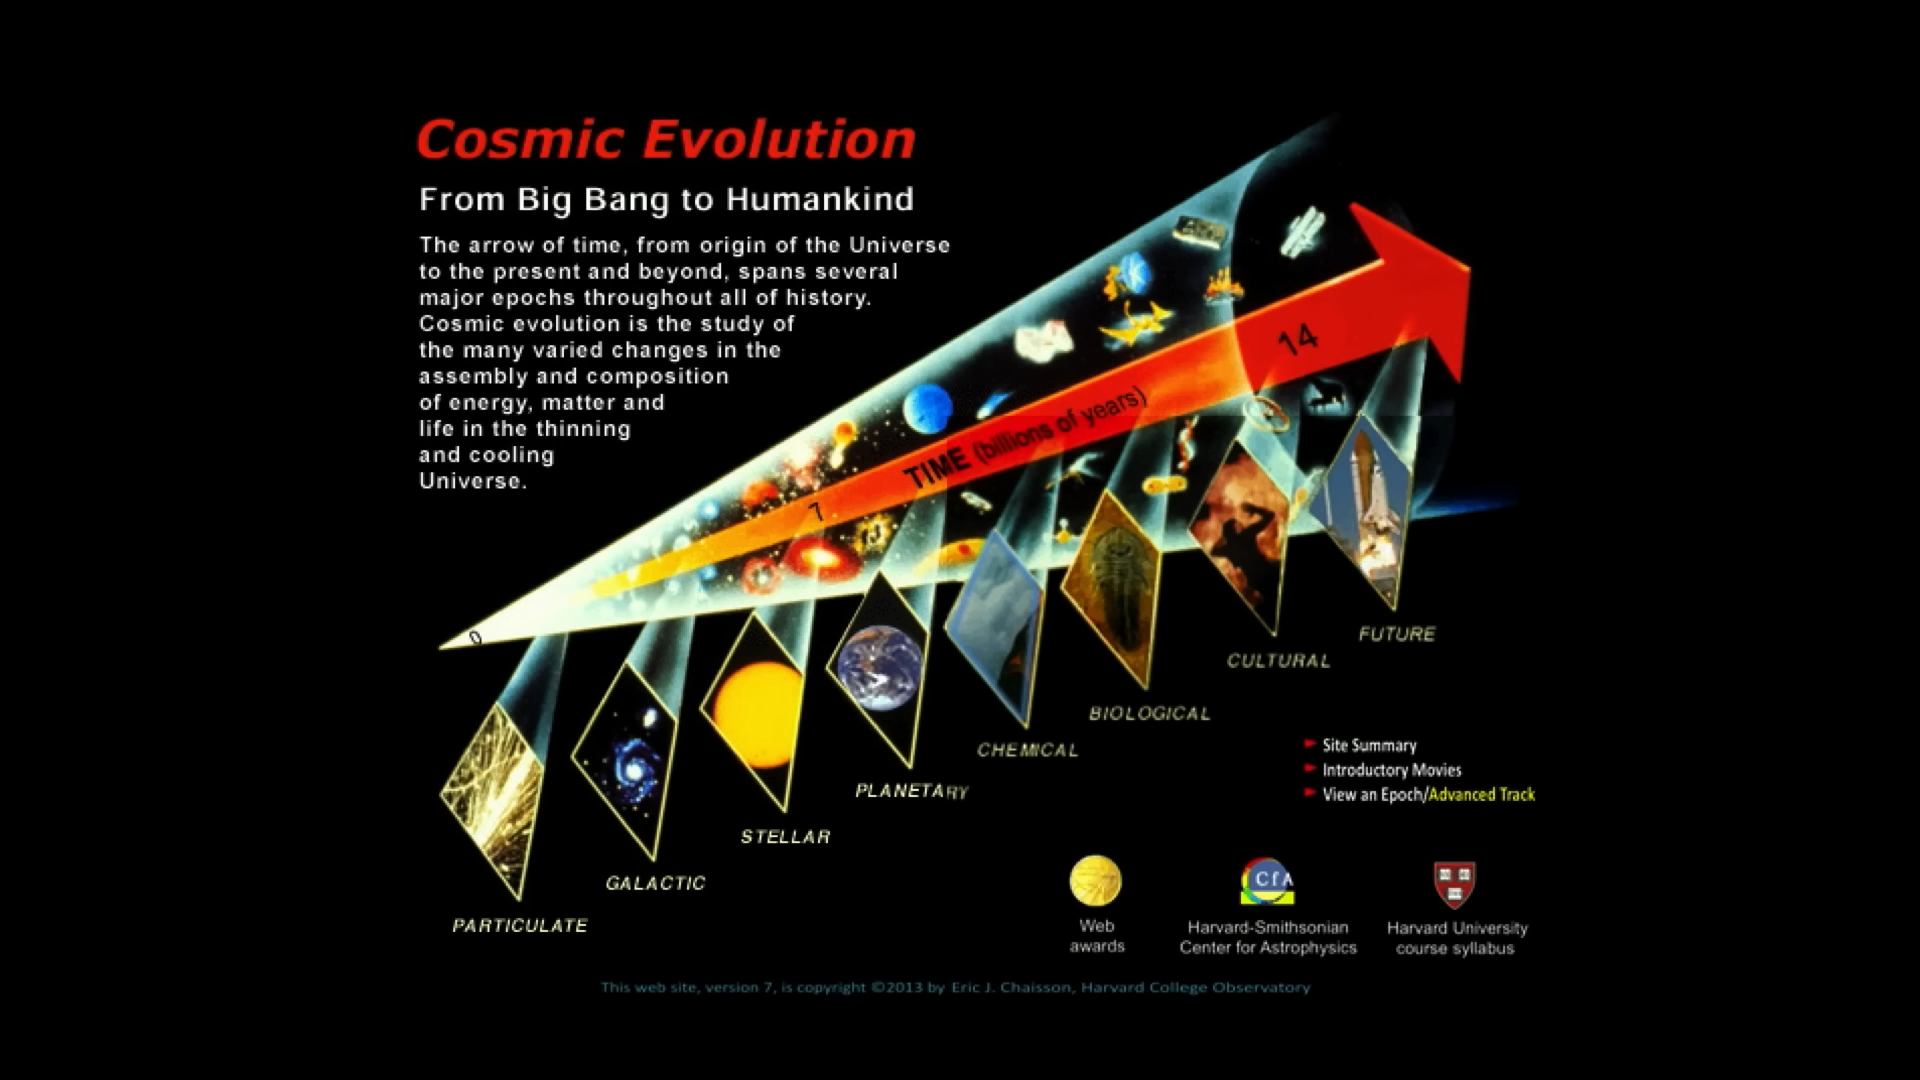 Cosmic Evolution
From Big Bang to Humankind
The arrow of time, from origin of the Universe
to the present and beyond, spans several
major epochs throughout all of history.
Cosmic evolution is the study of
the many varied changes in the
assembly and composition
of energy, matter and
life in the thinning
and cooling
Universe.
0
7
TIME (billions of years)
14
PARTICULATE
GALACTIC
STELLAR
PLANETARY
CHEMICAL
BIOLOGICAL
CULTURAL
FUTURE
Site Summary
Introductory Movies
View an Epoch/Advanced Track
Web
awards
CfA
Harvard-Smithsonian
Center for Astrophysics
Harvard University
course syllabus
This web site, version 7, is copyright ©2013 by Eric J. Chaisson, Harvard College Observatory